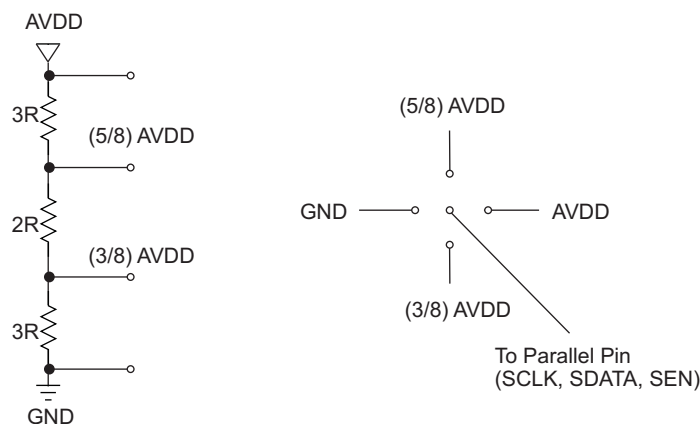 AVDD
3R
(5/8) AVDD
2R
(3/8) AVDD
3R
GND
(5/8) AVDD
GND
AVDD
(3/8) AVDD
To Parallel Pin
(SCLK, SDATA, SEN)